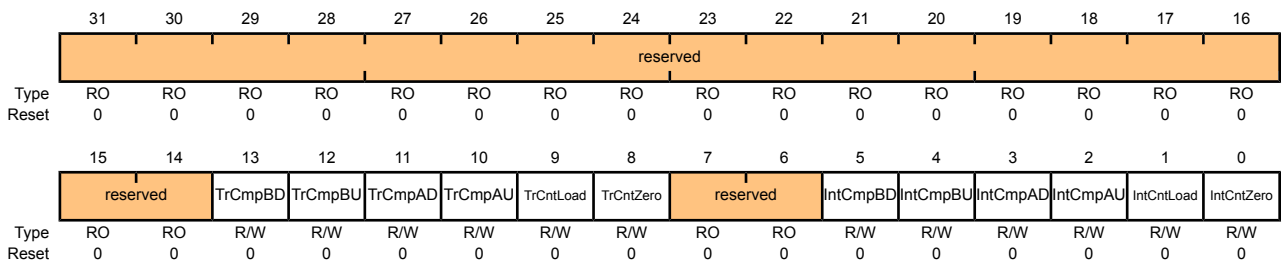 31 30 29 28 27 26 25 24 23 22 21 20 19 18 17 16
reserved
Type RO RO RO RO RO RO RO RO RO RO RO RO RO RO RO RO
Reset 0 0 0 0 0 0 0 0 0 0 0 0 0 0 0 0
15 14 13 12 11 10 9 8 7 6 5 4 3 2 1 0
reserved TrCmpBD TrCmpBU TrCmpAD TrCmpAU TrCntLoad TrCntZero reserved IntCmpBD IntCmpBU IntCmpAD IntCmpAU IntCntLoad IntCntZero
Type RO RO R/W R/W R/W R/W R/W R/W RO RO R/W R/W R/W R/W R/W R/W
Reset 0 0 0 0 0 0 0 0 0 0 0 0 0 0 0 0